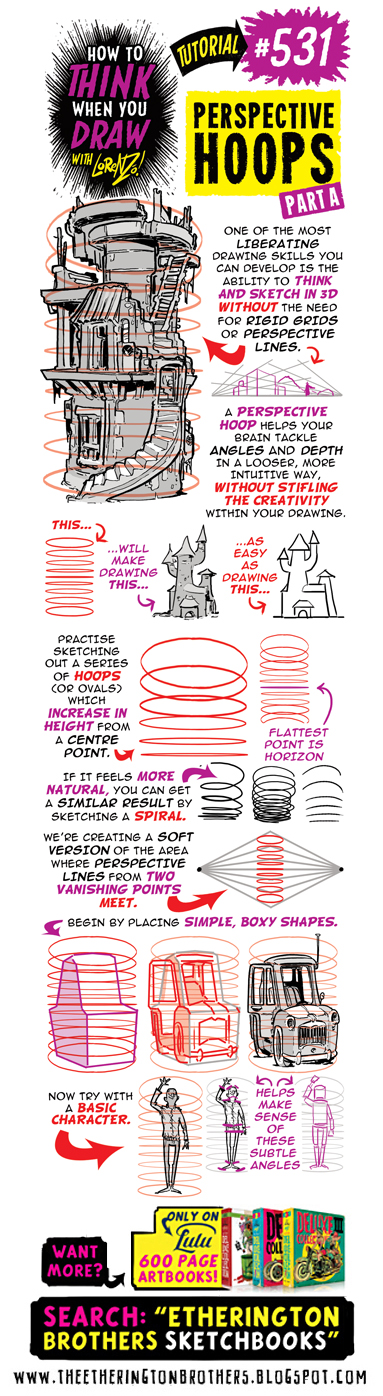 HOW TO
THINK
WHEN YOU
DRAW
WITH LORENZO!
TUTORIAL
#531
PERSPECTIVE
HOOPS
PART A
ONE OF THE MOST
LIBERATING
DRAWING SKILLS YOU
CAN DEVELOP IS THE
ABILITY TO THINK
AND SKETCH IN 3D
WITHOUT THE NEED
FOR RIGID GRIDS
OR PERSPECTIVE
LINES.
A PERSPECTIVE
HOOP HELPS YOUR
BRAIN TACKLE
ANGLES AND DEPTH
IN A LOOSER, MORE
INTUITIVE WAY,
WITHOUT STIFLING
THE CREATIVITY
WITHIN YOUR DRAWING.
THIS...
...WILL
MAKE
DRAWING
THIS...
...AS
EASY
AS
DRAWING
THIS...
PRACTISE
SKETCHING
OUT A SERIES
OF HOOPS
(OR OVALS)
WHICH
INCREASE IN
HEIGHT FROM
A CENTRE
POINT.
FLATTEST
POINT IS
HORIZON
IF IT FEELS MORE
NATURAL, YOU CAN GET
A SIMILAR RESULT BY
SKETCHING A SPIRAL.
WE'RE CREATING A SOFT
VERSION OF THE AREA
WHERE PERSPECTIVE
LINES FROM TWO
VANISHING POINTS
MEET.
BEGIN BY PLACING SIMPLE, BOXY SHAPES.
NOW TRY WITH
A BASIC
CHARACTER.
HELPS
MAKE
SENSE
OF
THESE
SUBTLE
ANGLES
WANT
MORE?
ONLY ON
Lulu
600 PAGE
ARTBOOKS!
DELUXE
SEARCH: "ETHERINGTON
BROTHERS SKETCHBOOKS"
WWW.THEETHERINGTONBROTHERS.BLOGSPOT.COM